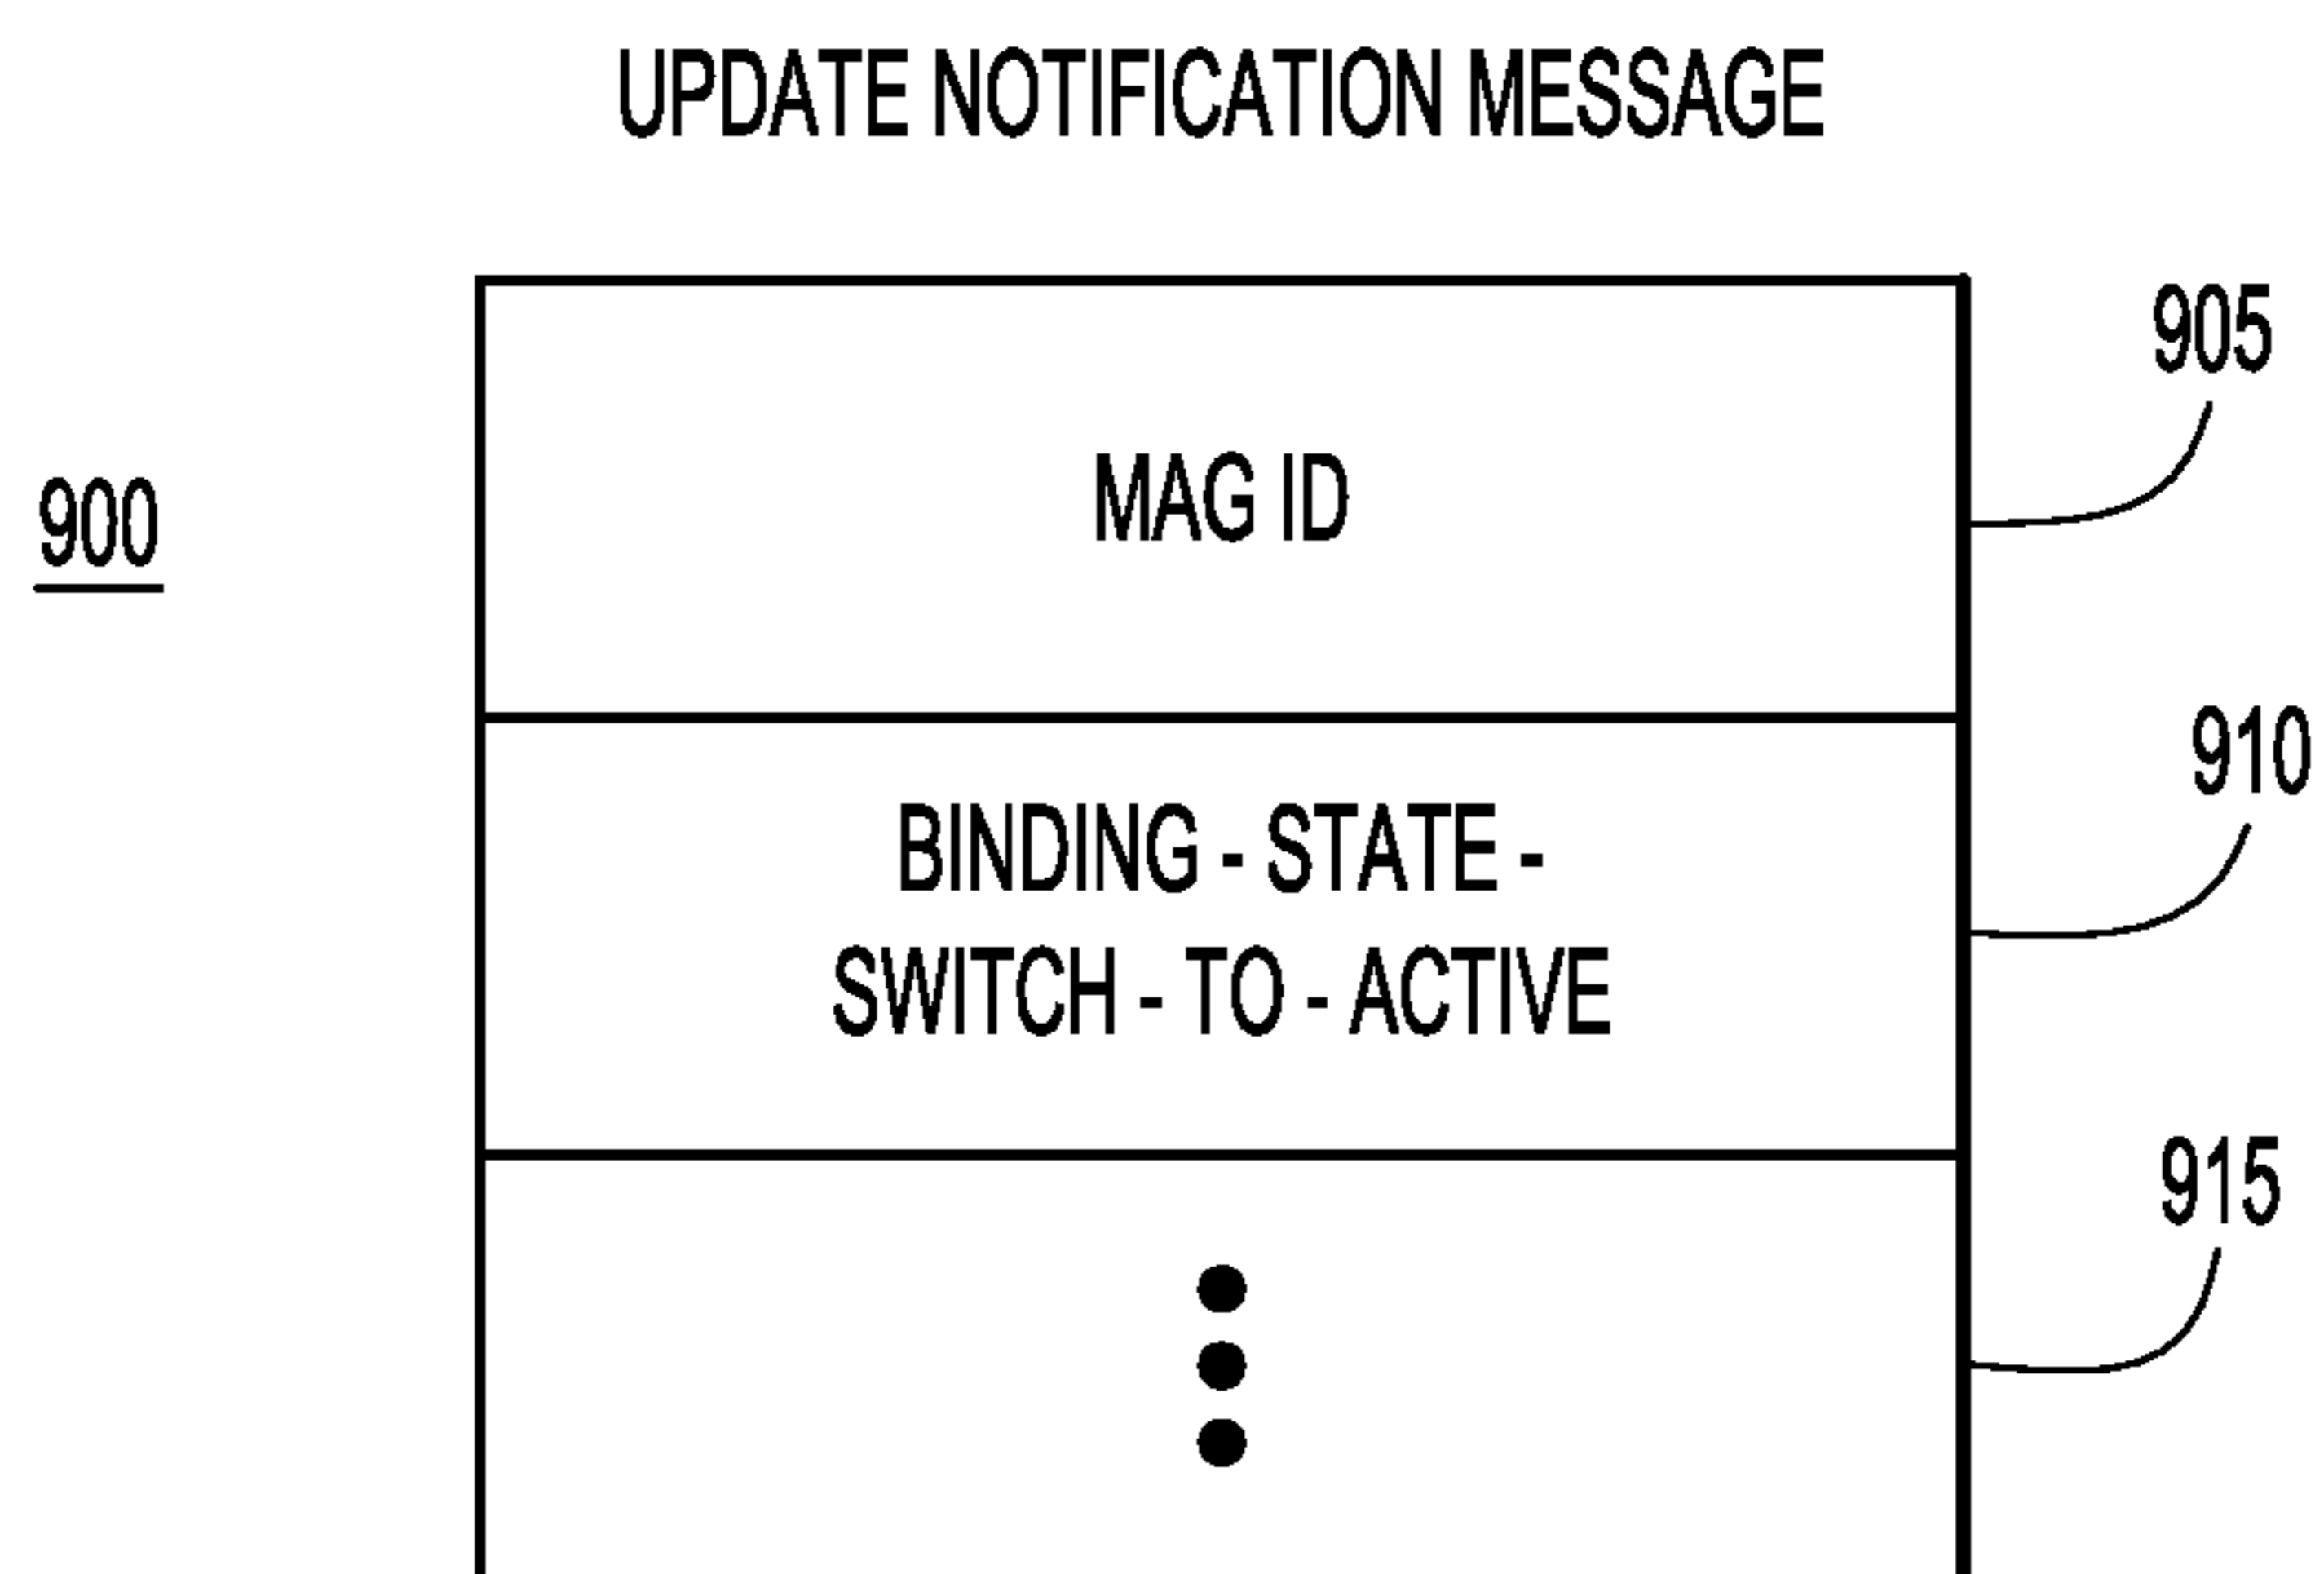 UPDATE NOTIFICATION MESSAGE
905
MAG ID
900
910
BINDING - STATE -
SWITCH - TO - ACTIVE
915